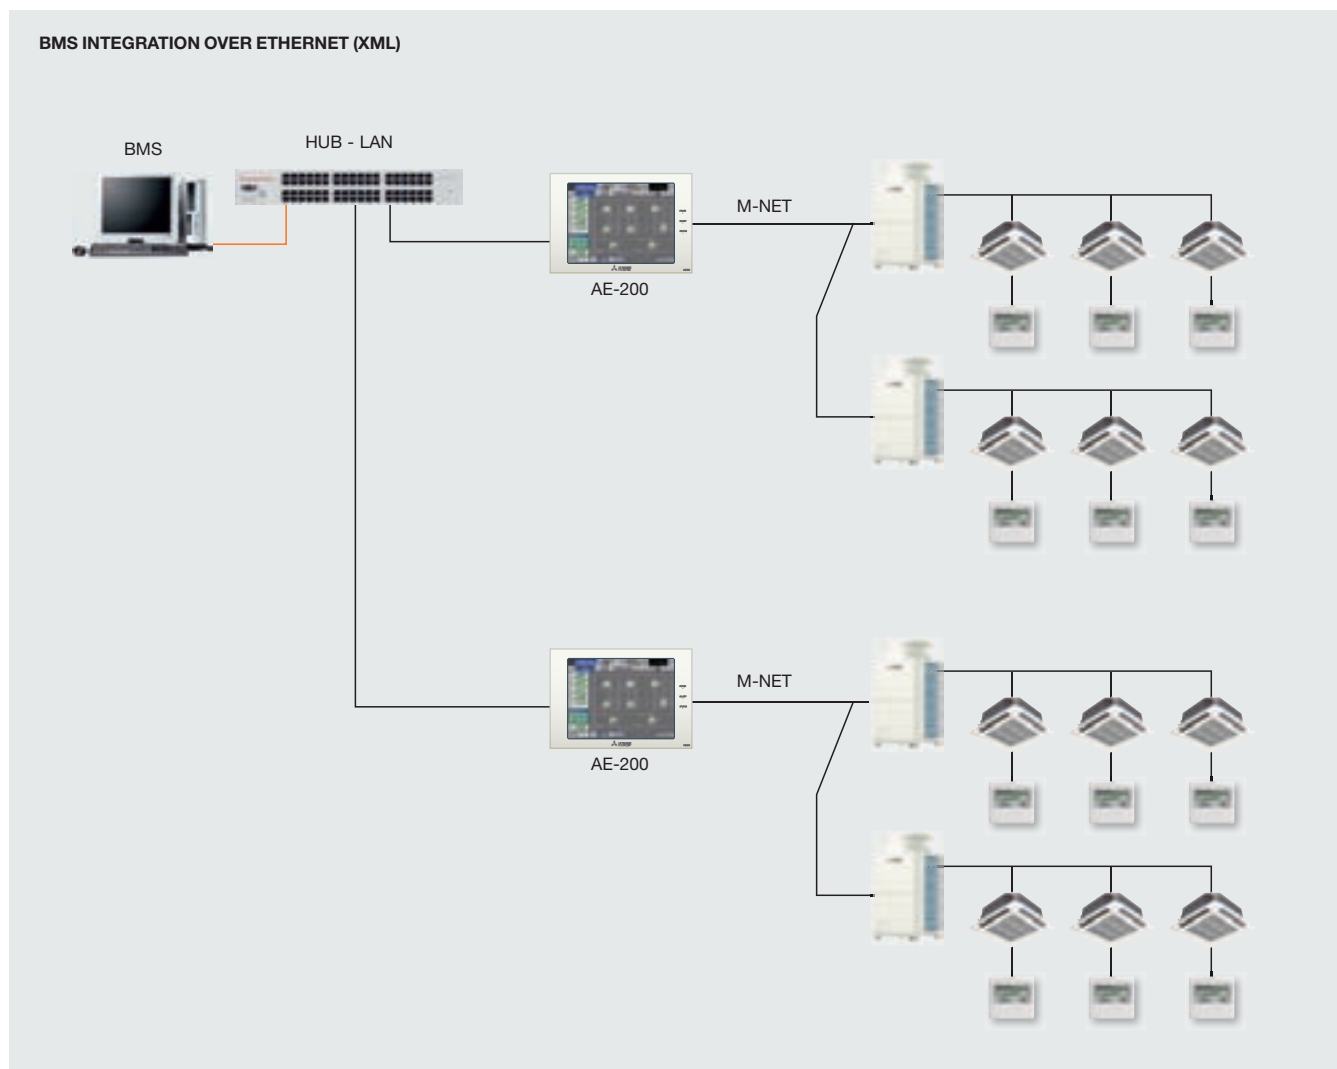 BMS INTEGRATION OVER ETHERNET (XML)
BMS
HUB - LAN
M-NET
AE-200
M-NET
AE-200